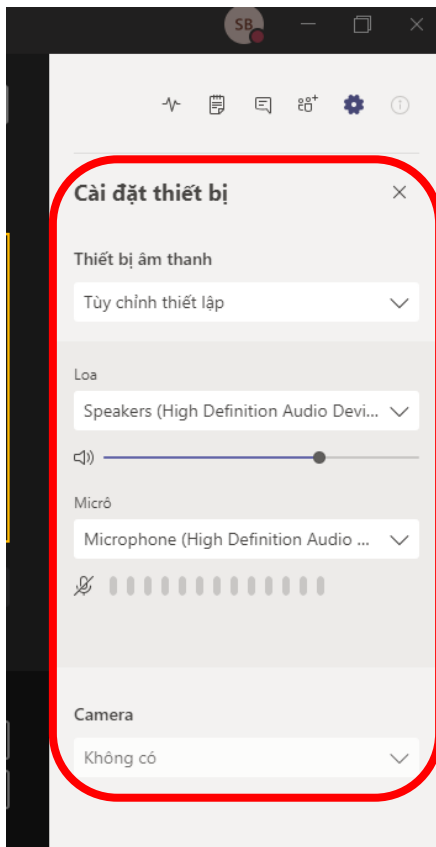 SB
Cài đặt thiết bị
Thiết bị âm thanh
Tùy chỉnh thiết lập
Loa
Speakers (High Definition Audio Devi...
Micrô
Microphone (High Definition Audio ...
Camera
Không có